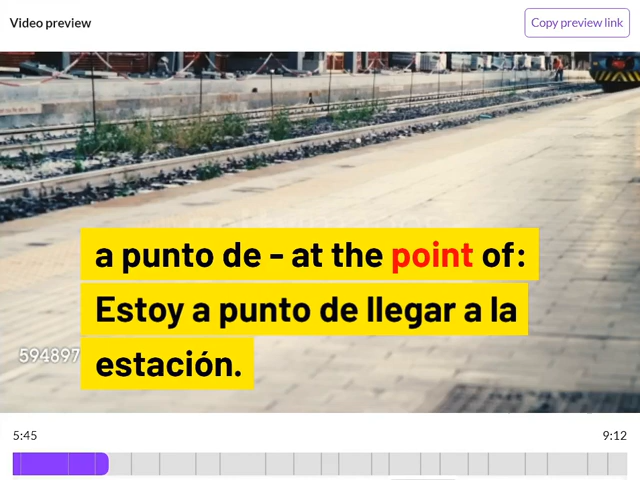 Video preview
Copy preview link
a punto de - at the point of:
Estoy a punto de llegar a la
estación.
594897
5:45
9:12